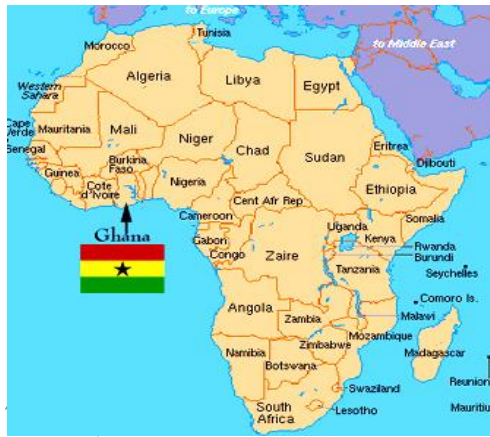 to Europe
to Middle East
Tunisia
Morocco
Algeria
Libya
Egypt
Western
Sahara
Cape
Verde
Mauritania
Mali
Niger
Chad
Sudan
Eritrea
Djibouti
Senegal
Guinea
Burkina
Faso
Cote
d'Ivoire
Nigeria
Ethiopia
Cent Afr Rep
Cameroon
Somalia
Ghana
Gabon
Congo
Zaire
Uganda
Kenya
Rwanda
Burundi
Tanzania
Seychelles
Comoro Is.
Angola
Zambia
Malawi
Mozambique
Zimbabwe
Madagascar
Namibia
Botswana
Swaziland
Lesotho
South
Africa
Reunion
Mauritiu